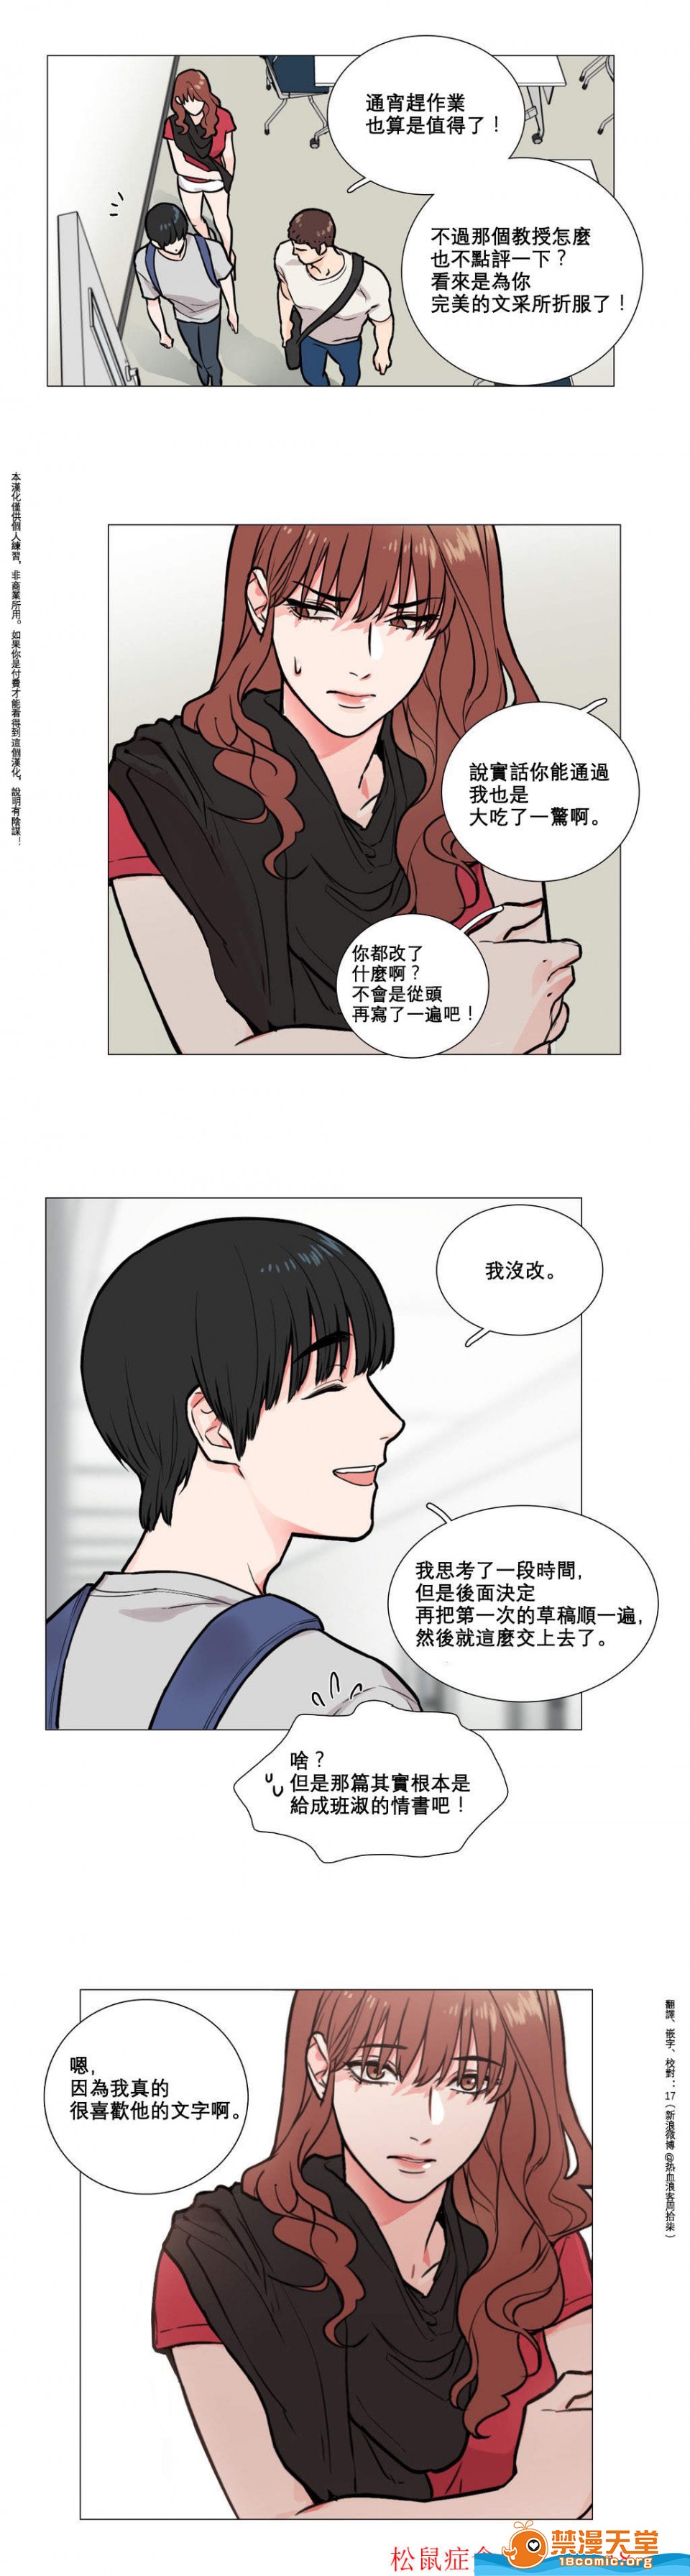 通宵趕作業
也算是值得了！
不過那個教授怎麼
也不點評一下？
看來是為你
完美的文采所折服了！
本漢化僅供個人練習，非商業所用。如果你是付費才能看得到這個漢化，說明有陰謀！
說實話你能通過
我也是
大吃了一驚啊。
你都改了
什麼啊？
不會是從頭
再寫了一遍吧！
我沒改。
我思考了一段時間，
但是後面決定
再把第一次的草稿順一遍，
然後就這麼交上去了。
啥？
但是那篇其實根本是
給成班淑的情書吧！
嗯，
因為我真的
很喜歡他的文字啊。
翻譯、嵌字、校對：17（新浪微博@热血浪客周拾柒）
松鼠症
禁漫天堂
18comic.org